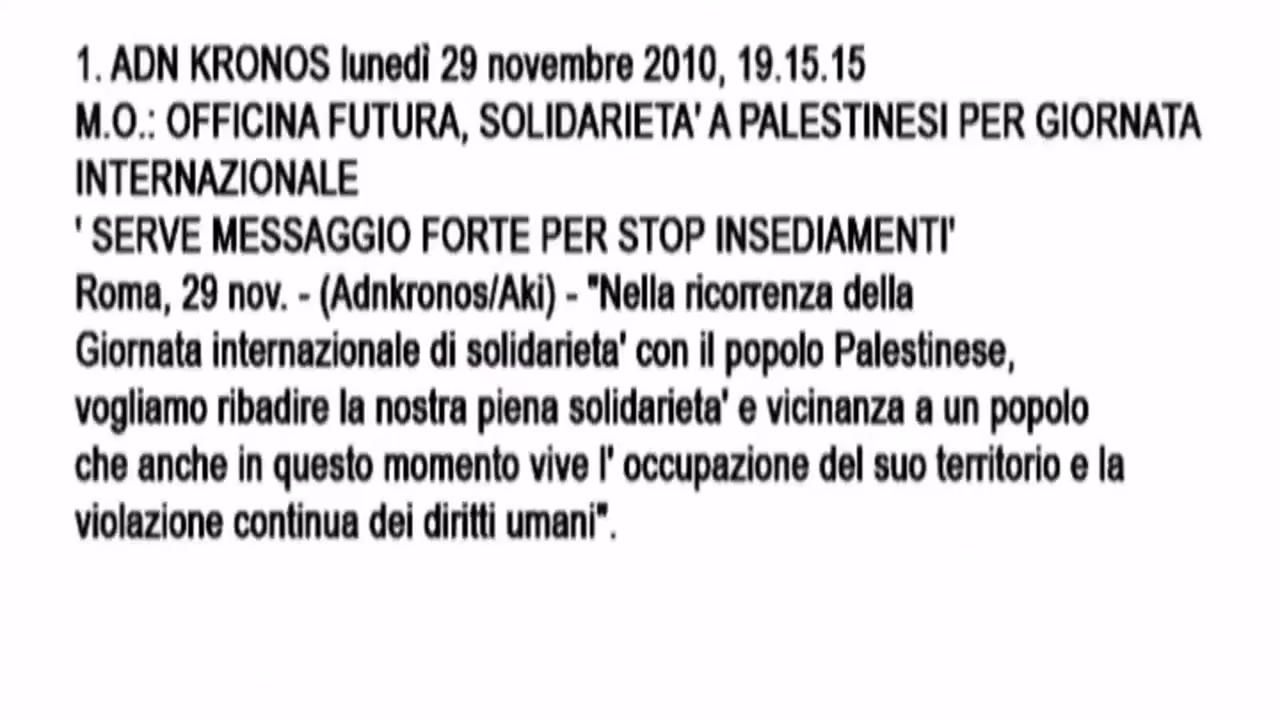 1. ADN KRONOS lunedì 29 novembre 2010, 19.15.15
M.O.: OFFICINA FUTURA, SOLIDARIETA' A PALESTINESI PER GIORNATA
INTERNAZIONALE
' SERVE MESSAGGIO FORTE PER STOP INSEDIAMENTI'
Roma, 29 nov. - (Adnkronos/Aki) - "Nella ricorrenza della
Giornata internazionale di solidarieta' con il popolo Palestinese,
vogliamo ribadire la nostra piena solidarieta' e vicinanza a un popolo
che anche in questo momento vive l' occupazione del suo territorio e la
violazione continua dei diritti umani".